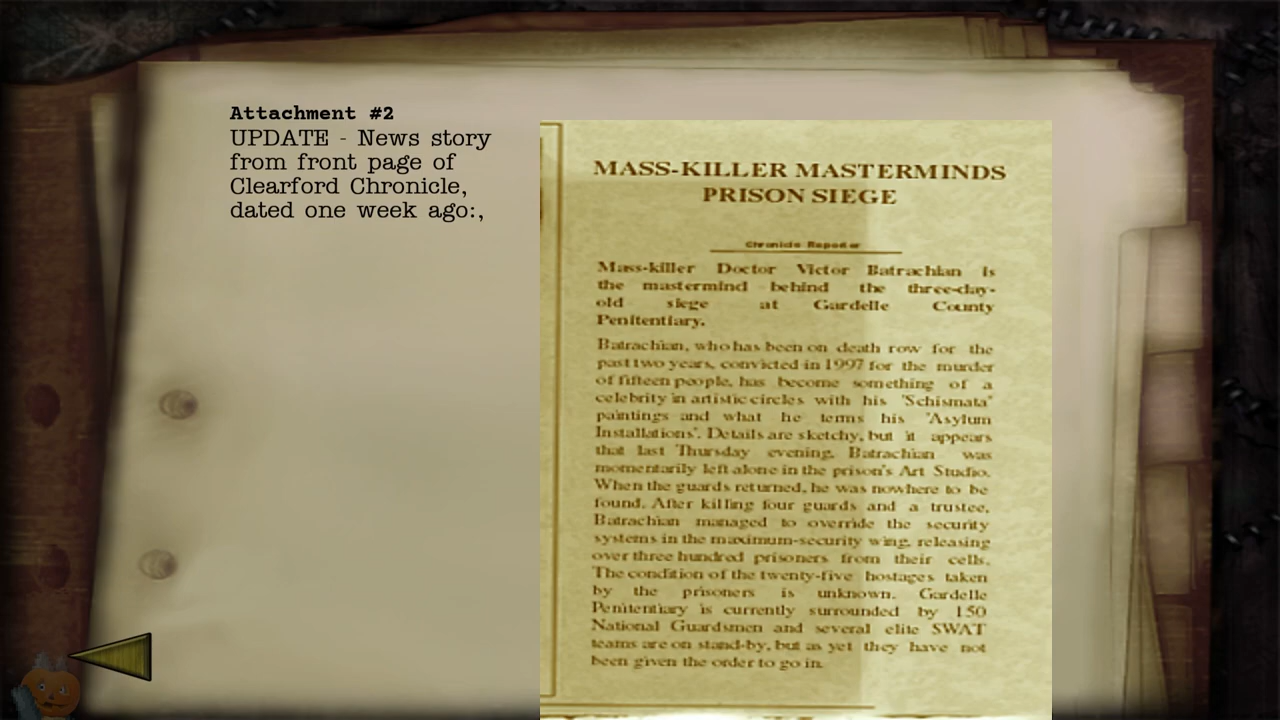 Attachment #2
UPDATE - News story
from front page of
Clearford Chronicle,
dated one week ago:,
MASS-KILLER MASTERMINDS
PRISON SIEGE
Chronicle Reporter
Mass-killer Doctor Victor Batrachian is
the mastermind behind the three-day-
old siege at Gardelle County
Penitentiary.
Batrachian, who has been on death row for the
past two years, convicted in 1997 for the murder
of fifteen people, has become something of a
celebrity in artistic circles with his 'Schismata'
paintings and what he terms his 'Asylum
Installations'. Details are sketchy, but it appears
that last Thursday evening, Batrachian was
momentarily left alone in the prison's Art Studio.
When the guards returned, he was nowhere to be
found. After killing four guards and a trustee,
Batrachian managed to override the security
systems in the maximum-security wing, releasing
over three hundred prisoners from their cells.
The condition of the twenty-five hostages taken
by the prisoners is unknown. Gardelle
Penitentiary is currently surrounded by 150
National Guardsmen and several elite SWAT
teams are on stand-by, but as yet they have not
been given the order to go in.